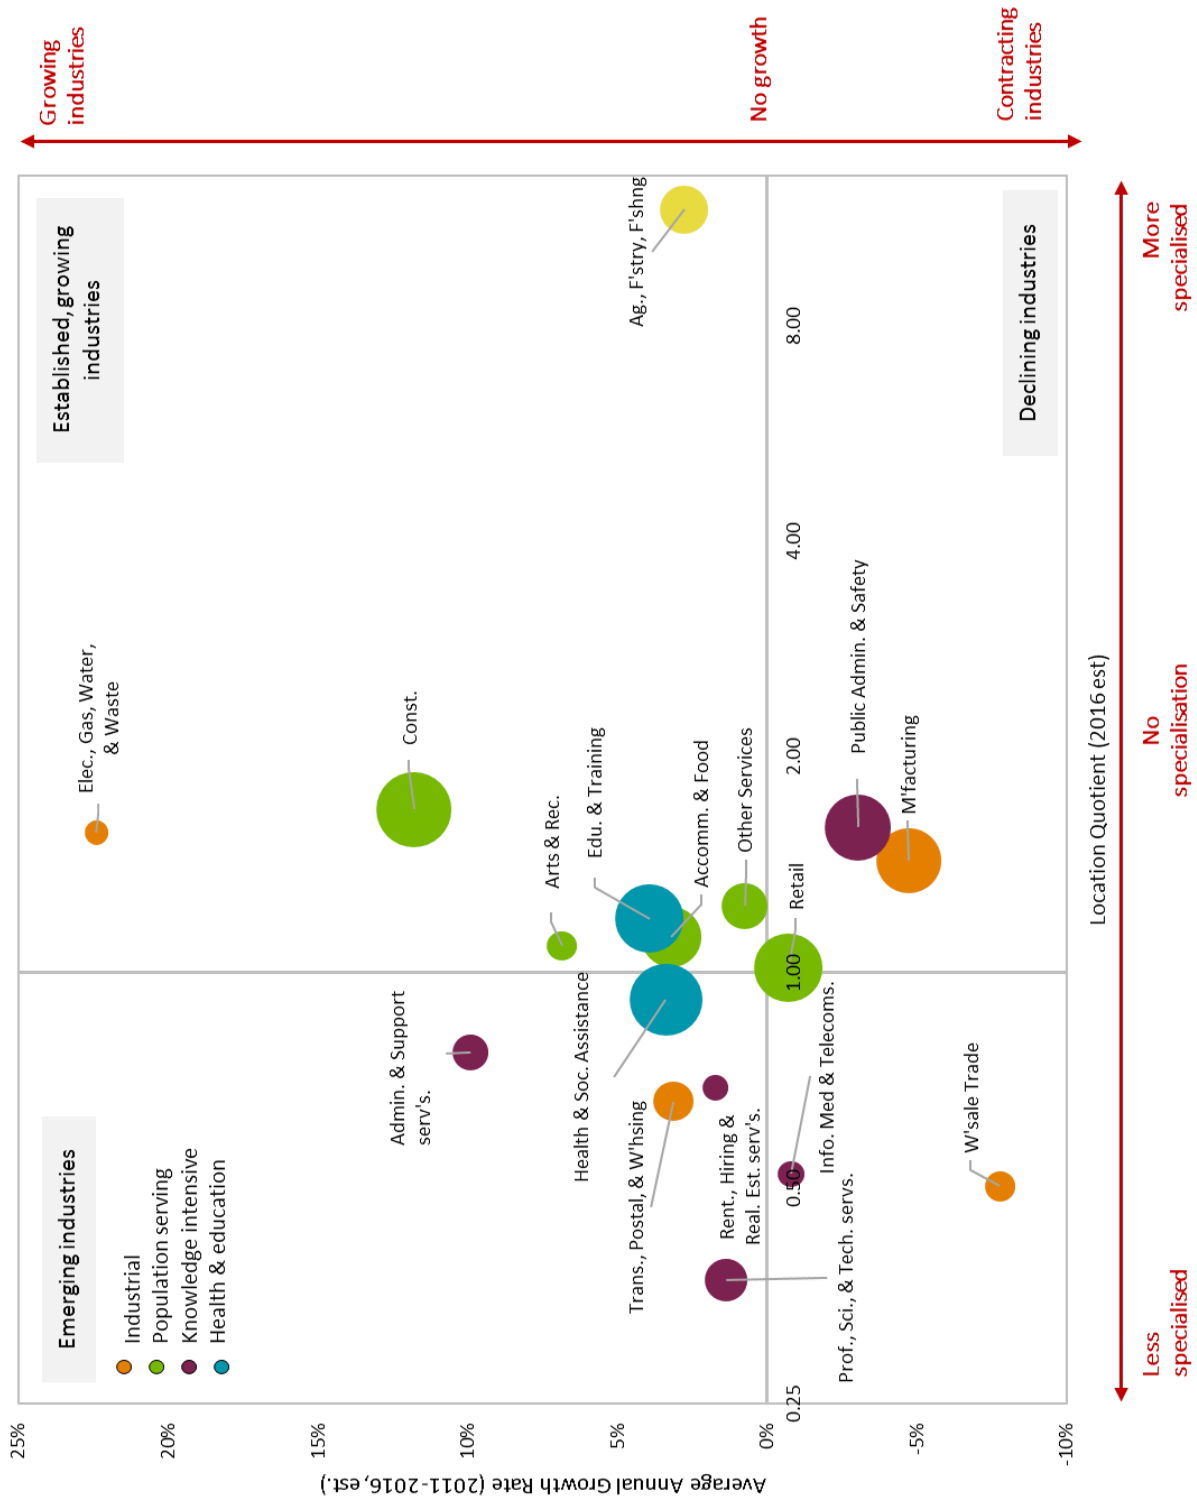 Growing
industries
No growth
Contracting
industries
Emerging industries
Industrial
Population serving
Knowledge intensive
Health & education
Established, growing
industries
Declining industries
Elec., Gas, Water,
& Waste
Const.
Admin. & Support
serv's.
Arts & Rec.
Edu. & Training
Health & Soc. Assistance
Accomm. & Food
Ag., F'stry, F'shng
Trans., Postal, & W'hsing
Other Services
Rent., Hiring &
Real. Est. serv's.
Retail
Info. Med & Telecoms.
Prof., Sci., & Tech. servs.
Public Admin. & Safety
M'facturing
W'sale Trade
25%
20%
15%
10%
5%
0%
-5%
-10%
Average Annual Growth Rate (2011-2016, est.)
0.25
0.50
1.00
2.00
4.00
8.00
Location Quotient (2016 est)
Less
specialised
No
specialisation
More
specialised